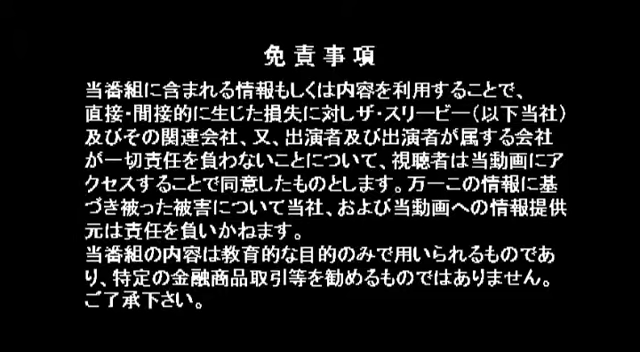 免責事項
当番組に含まれる情報もしくは内容を利用することで、
直接・間接的に生じた損失に対しザ・スリービー（以下当社）
及びその関連会社、又、出演者及び出演者が属する会社
が一切責任を負わないことについて、視聴者は当動画にア
クセスすることで同意したものとします。万一この情報に基
づき被った被害について当社、および当動画への情報提供
元は責任を負いかねます。
当番組の内容は教育的な目的のみで用いられるものであ
り、特定の金融商品取引等を勧めるものではありません。
ご了承下さい。